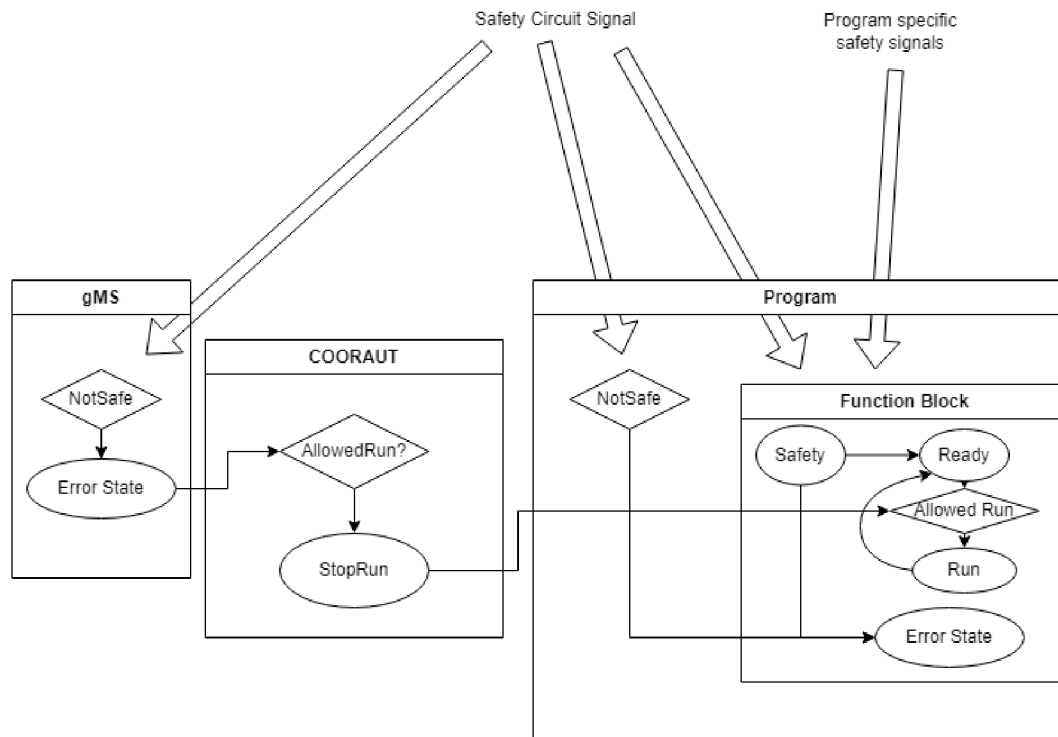 Safety Circuit Signal
Program specific
safety signals
gMS
NotSafe
Error State
COORAUT
AllowedRun?
StopRun
Program
NotSafe
Function Block
Safety
Ready
Allowed Run
Run
Error State